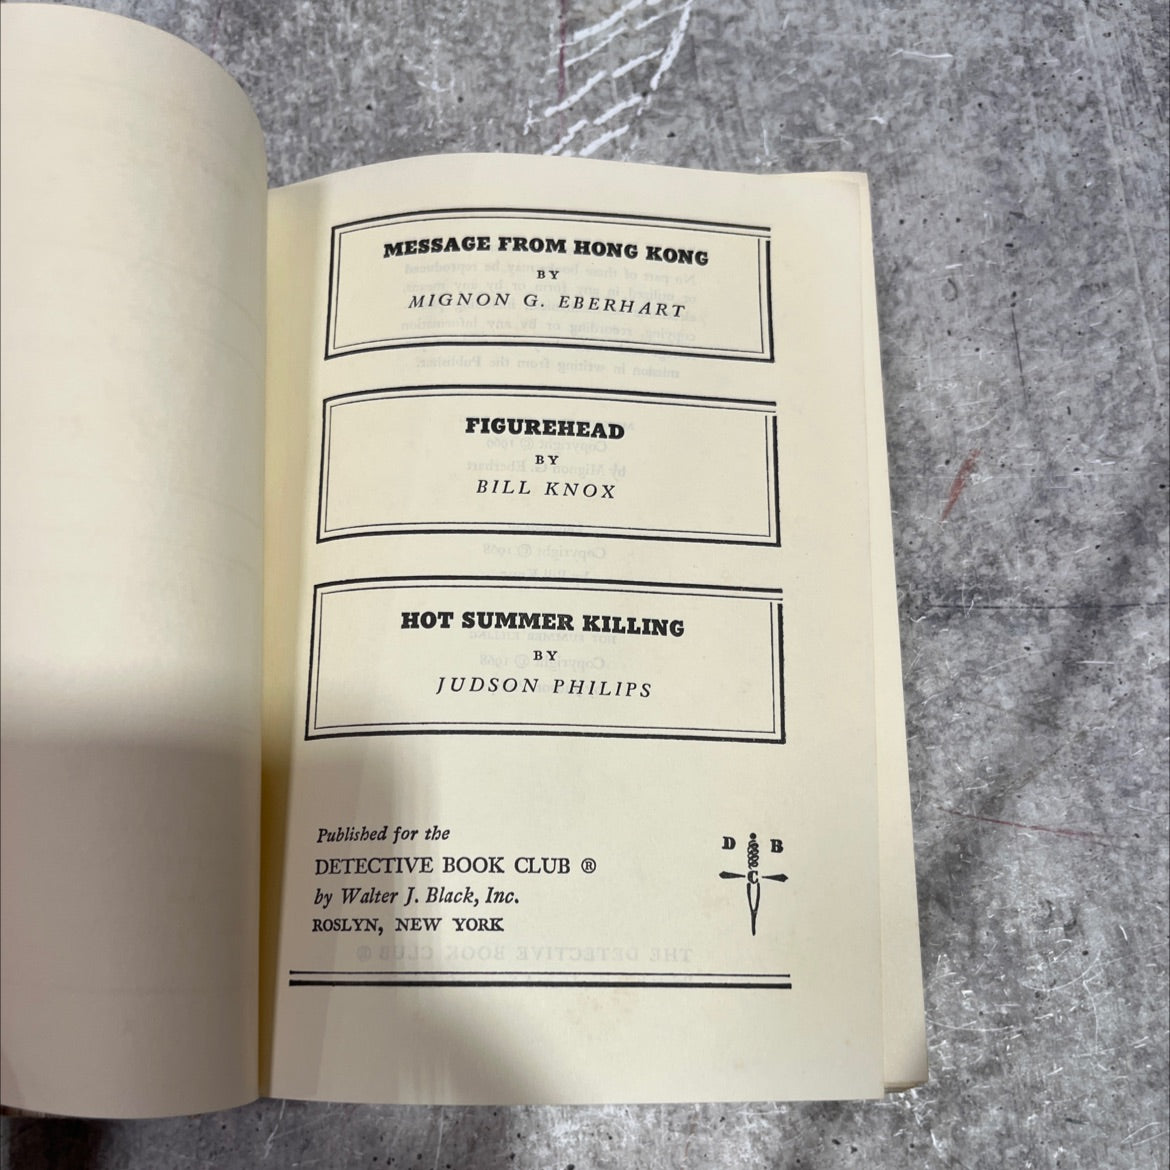 MESSAGE FROM HONG KONG
BY
MIGNON G. EBERHART
FIGUREHEAD
BY
BILL KNOX
HOT SUMMER KILLING
BY
JUDSON PHILIPS
Published for the
DETECTIVE BOOK CLUB ®
by Walter J. Black, Inc.
ROSLYN, NEW YORK
D B
C